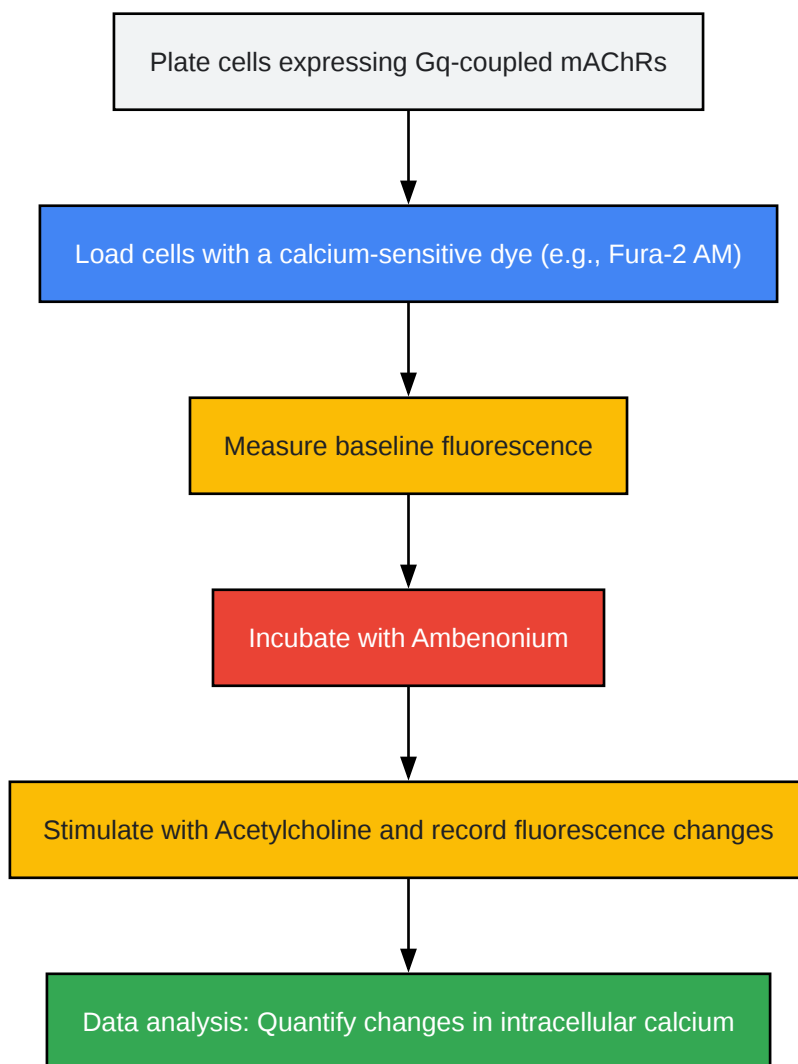 Plate cells expressing Gq-coupled mAChRs
Load cells with a calcium-sensitive dye (e.g., Fura-2 AM)
Measure baseline fluorescence
Incubate with Ambenonium
Stimulate with Acetylcholine and record fluorescence changes
Data analysis: Quantify changes in intracellular calcium